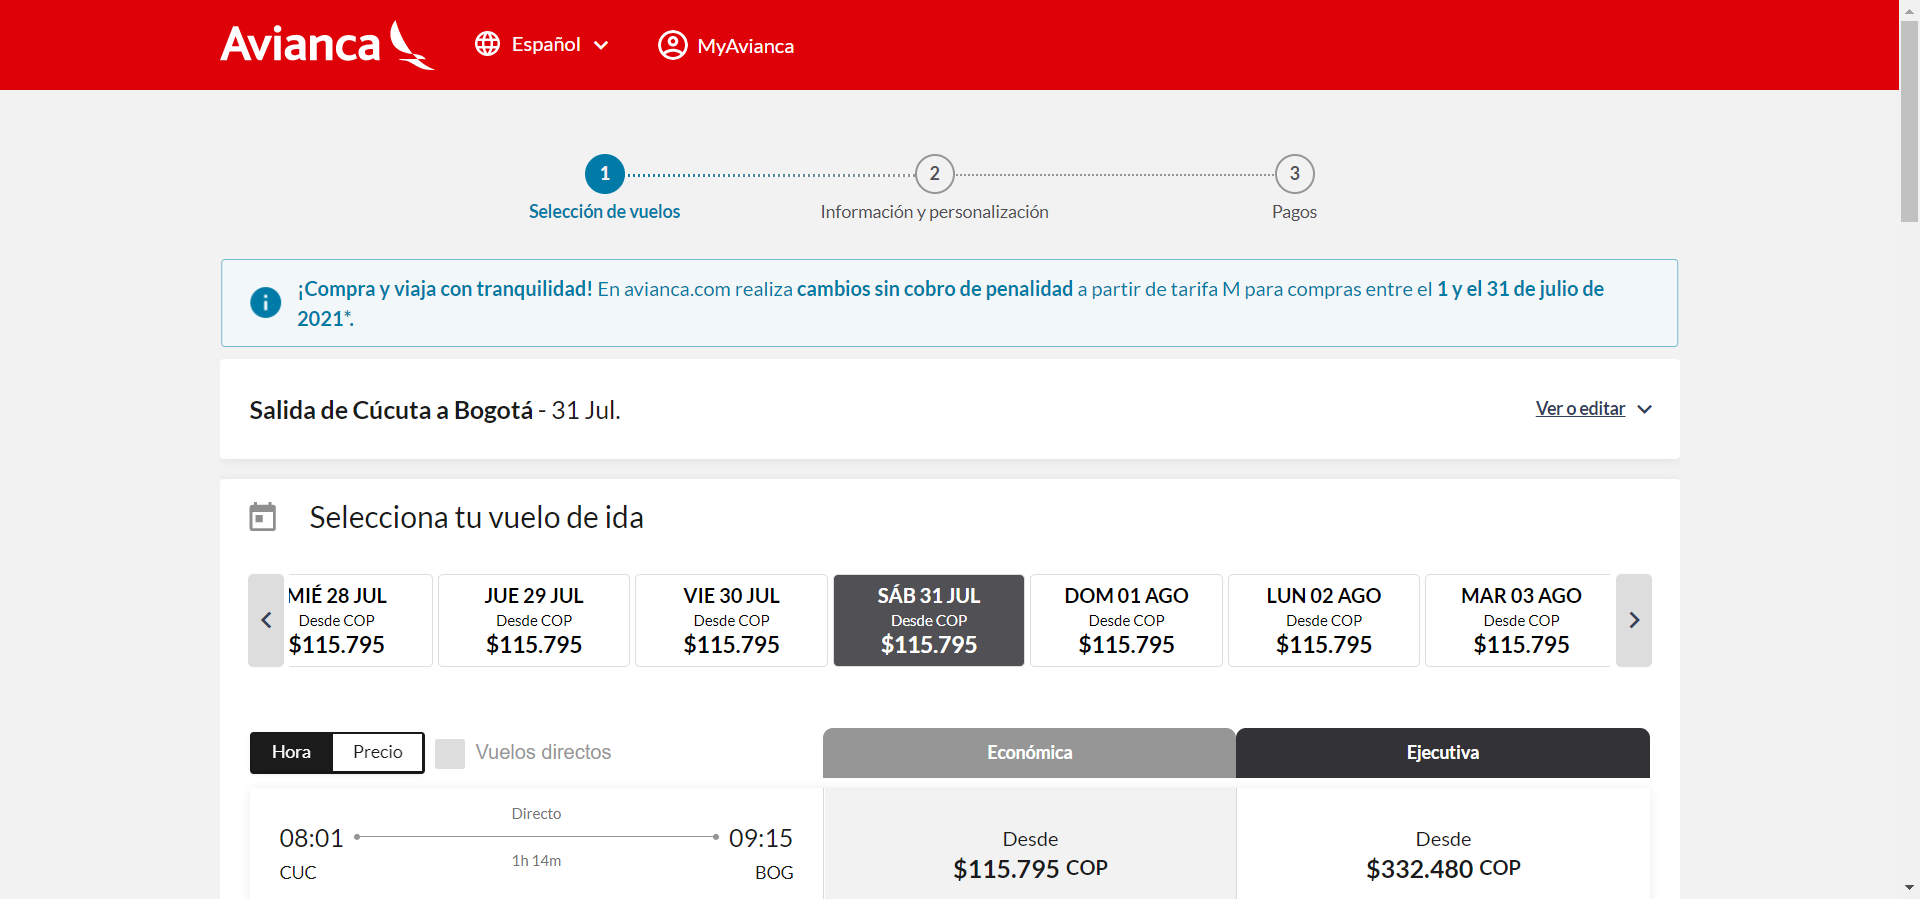 Avianca
Español
MyAvianca
1
2
3
Selección de vuelos
Información y personalización
Pagos
¡Compra y viaja con tranquilidad! En avianca.com realiza cambios sin cobro de penalidad a partir de tarifa M para compras entre el 1 y el 31 de julio de
2021*.
Salida de Cúcuta a Bogotá - 31 Jul.
Ver o editar
Selecciona tu vuelo de ida
MIÉ 28 JUL
Desde COP
$115.795
JUE 29 JUL
Desde COP
$115.795
VIE 30 JUL
Desde COP
$115.795
SÁB 31 JUL
Desde COP
$115.795
DOM 01 AGO
Desde COP
$115.795
LUN 02 AGO
Desde COP
$115.795
MAR 03 AGO
Desde COP
$115.795
Hora
Precio
Vuelos directos
Económica
Ejecutiva
Directo
08:01
09:15
1h 14m
CUC
BOG
Desde
$115.795 COP
Desde
$332.480 COP